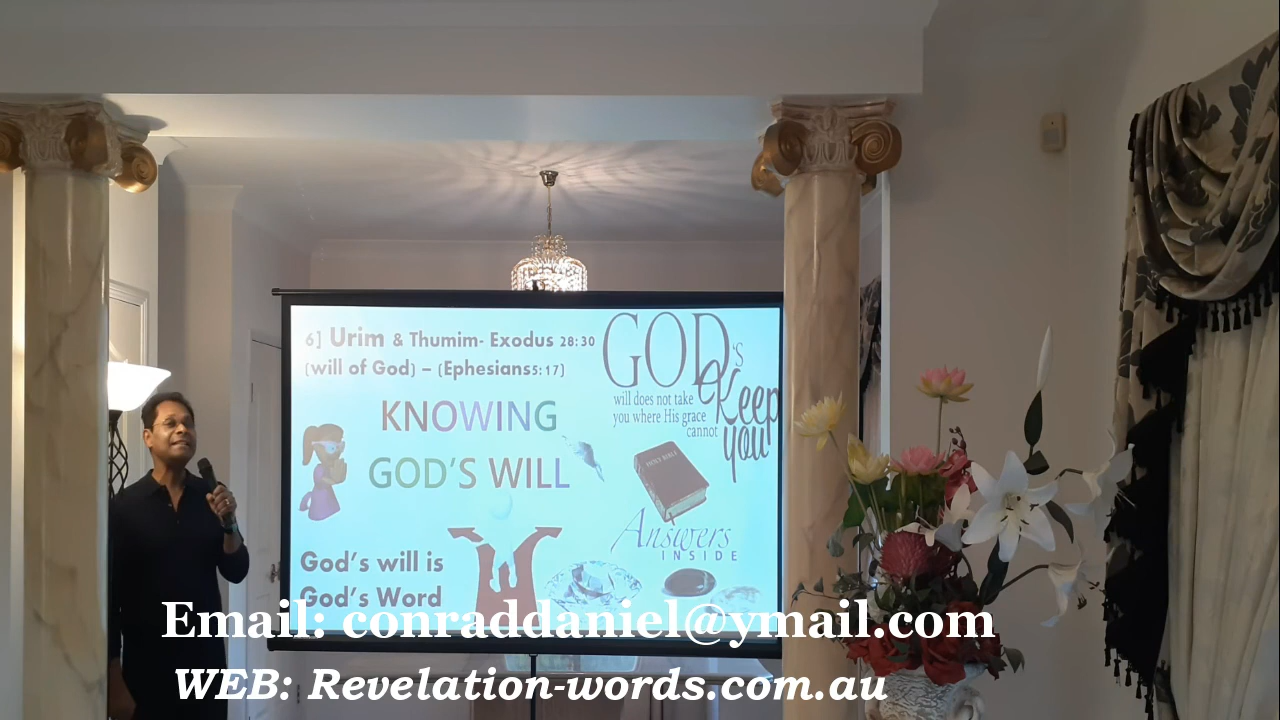 6] Urim & Thumim- Exodus 28:30
(will of God) – (Ephesians5:17)
KNOWING
GOD'S WILL
God's will is
God's Word
GOD's
will does not take
you where His grace
cannot
Keep
you
HOLY BIBLE
Answers
INSIDE
Email: conraddaniel@ymail.com
WEB: Revelation-words.com.au